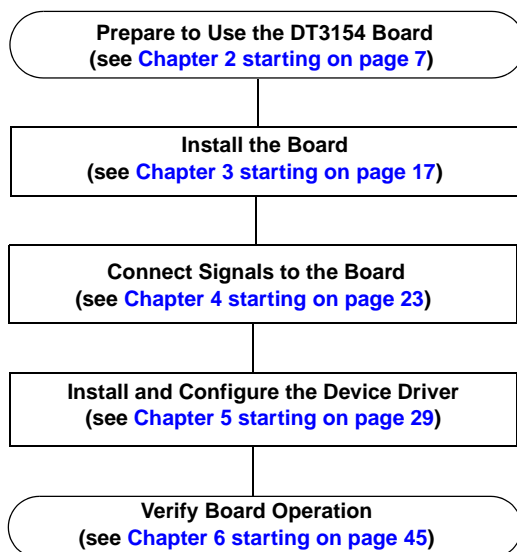 Prepare to Use the DT3154 Board
(see Chapter 2 starting on page 7)
Install the Board
(see Chapter 3 starting on page 17)
Connect Signals to the Board
(see Chapter 4 starting on page 23)
Install and Configure the Device Driver
(see Chapter 5 starting on page 29)
Verify Board Operation
(see Chapter 6 starting on page 45)